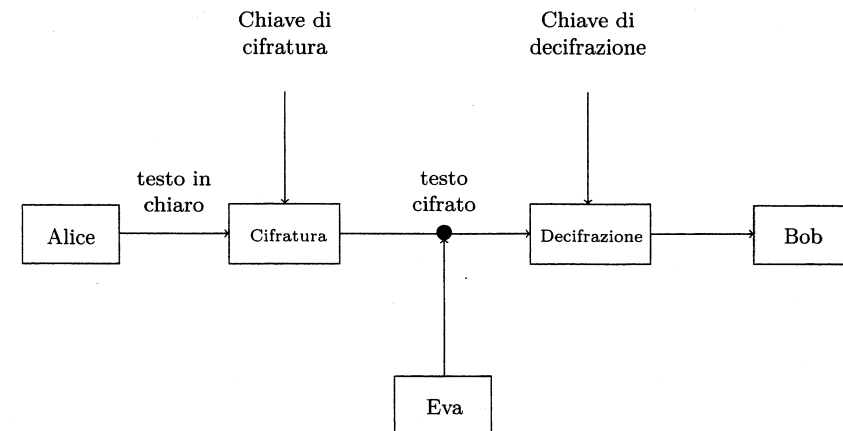 Chiave di
cifratura
Chiave di
decifrazione
testo in
chiaro
testo
cifrato
Alice
Cifratura
Decifrazione
Bob
Eva